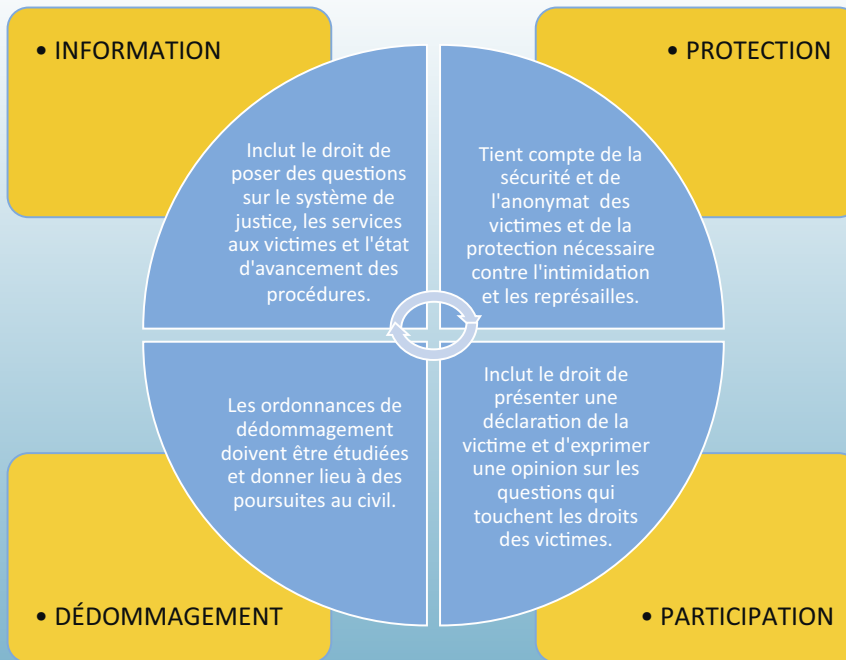 • INFORMATION
Inclut le droit de
poser des questions
sur le système de
justice, les services
aux victimes et l'état
d'avancement des
procédures.
• PROTECTION
Tient compte de la
sécurité et de
l'anonymat des
victimes et de la
protection nécessaire
contre l'intimidation
et les représailles.
Les ordonnances de
dédommagement
doivent être étudiées
et donner lieu à des
poursuites au civil.
• DÉDOMMAGEMENT
Inclut le droit de
présenter une
déclaration de la
victime et d'exprimer
une opinion sur les
questions qui
touchent les droits
des victimes.
• PARTICIPATION